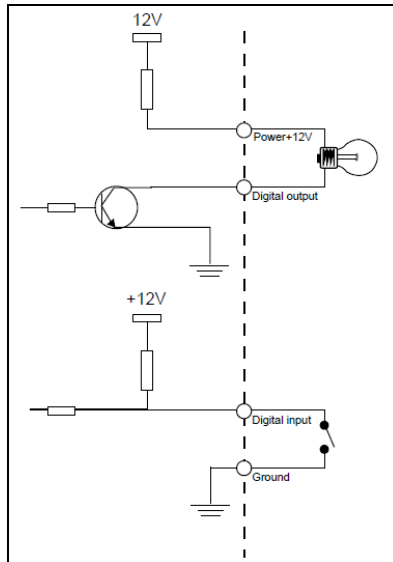 12V
Power+12V
Digital output
+12V
Digital input
Ground